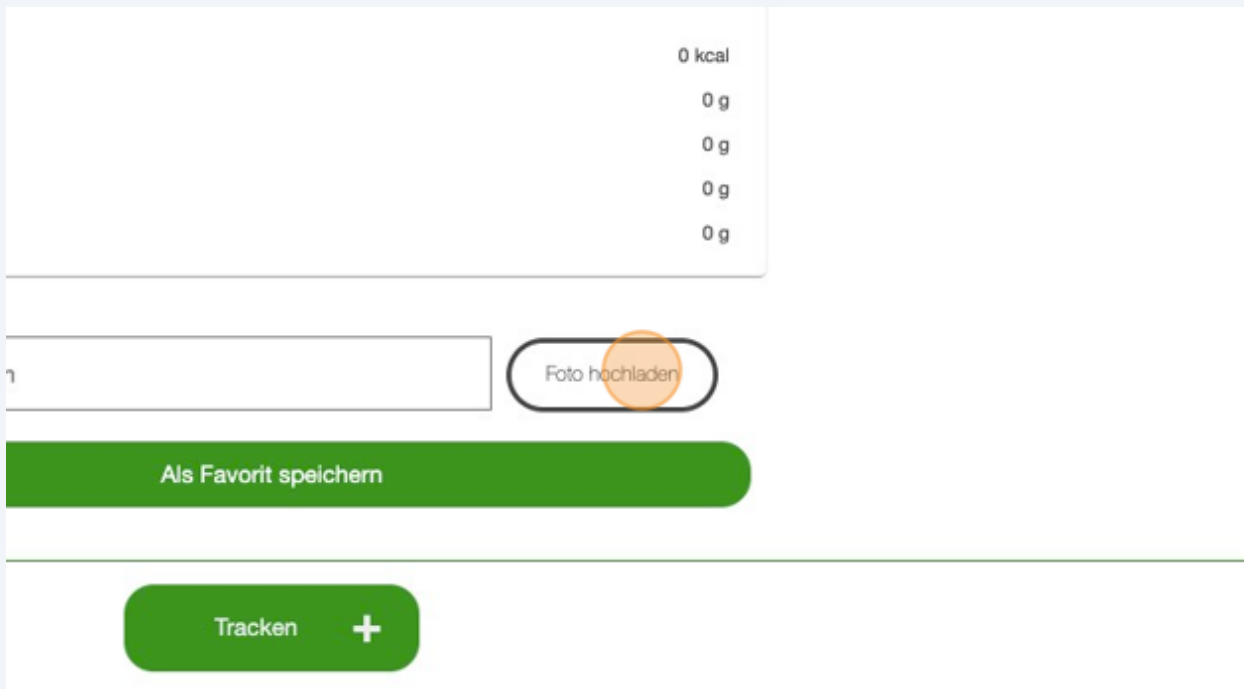 0 kcal
0 g
0 g
0 g
0 g
Foto hochladen
Als Favorit speichern
Tracken +